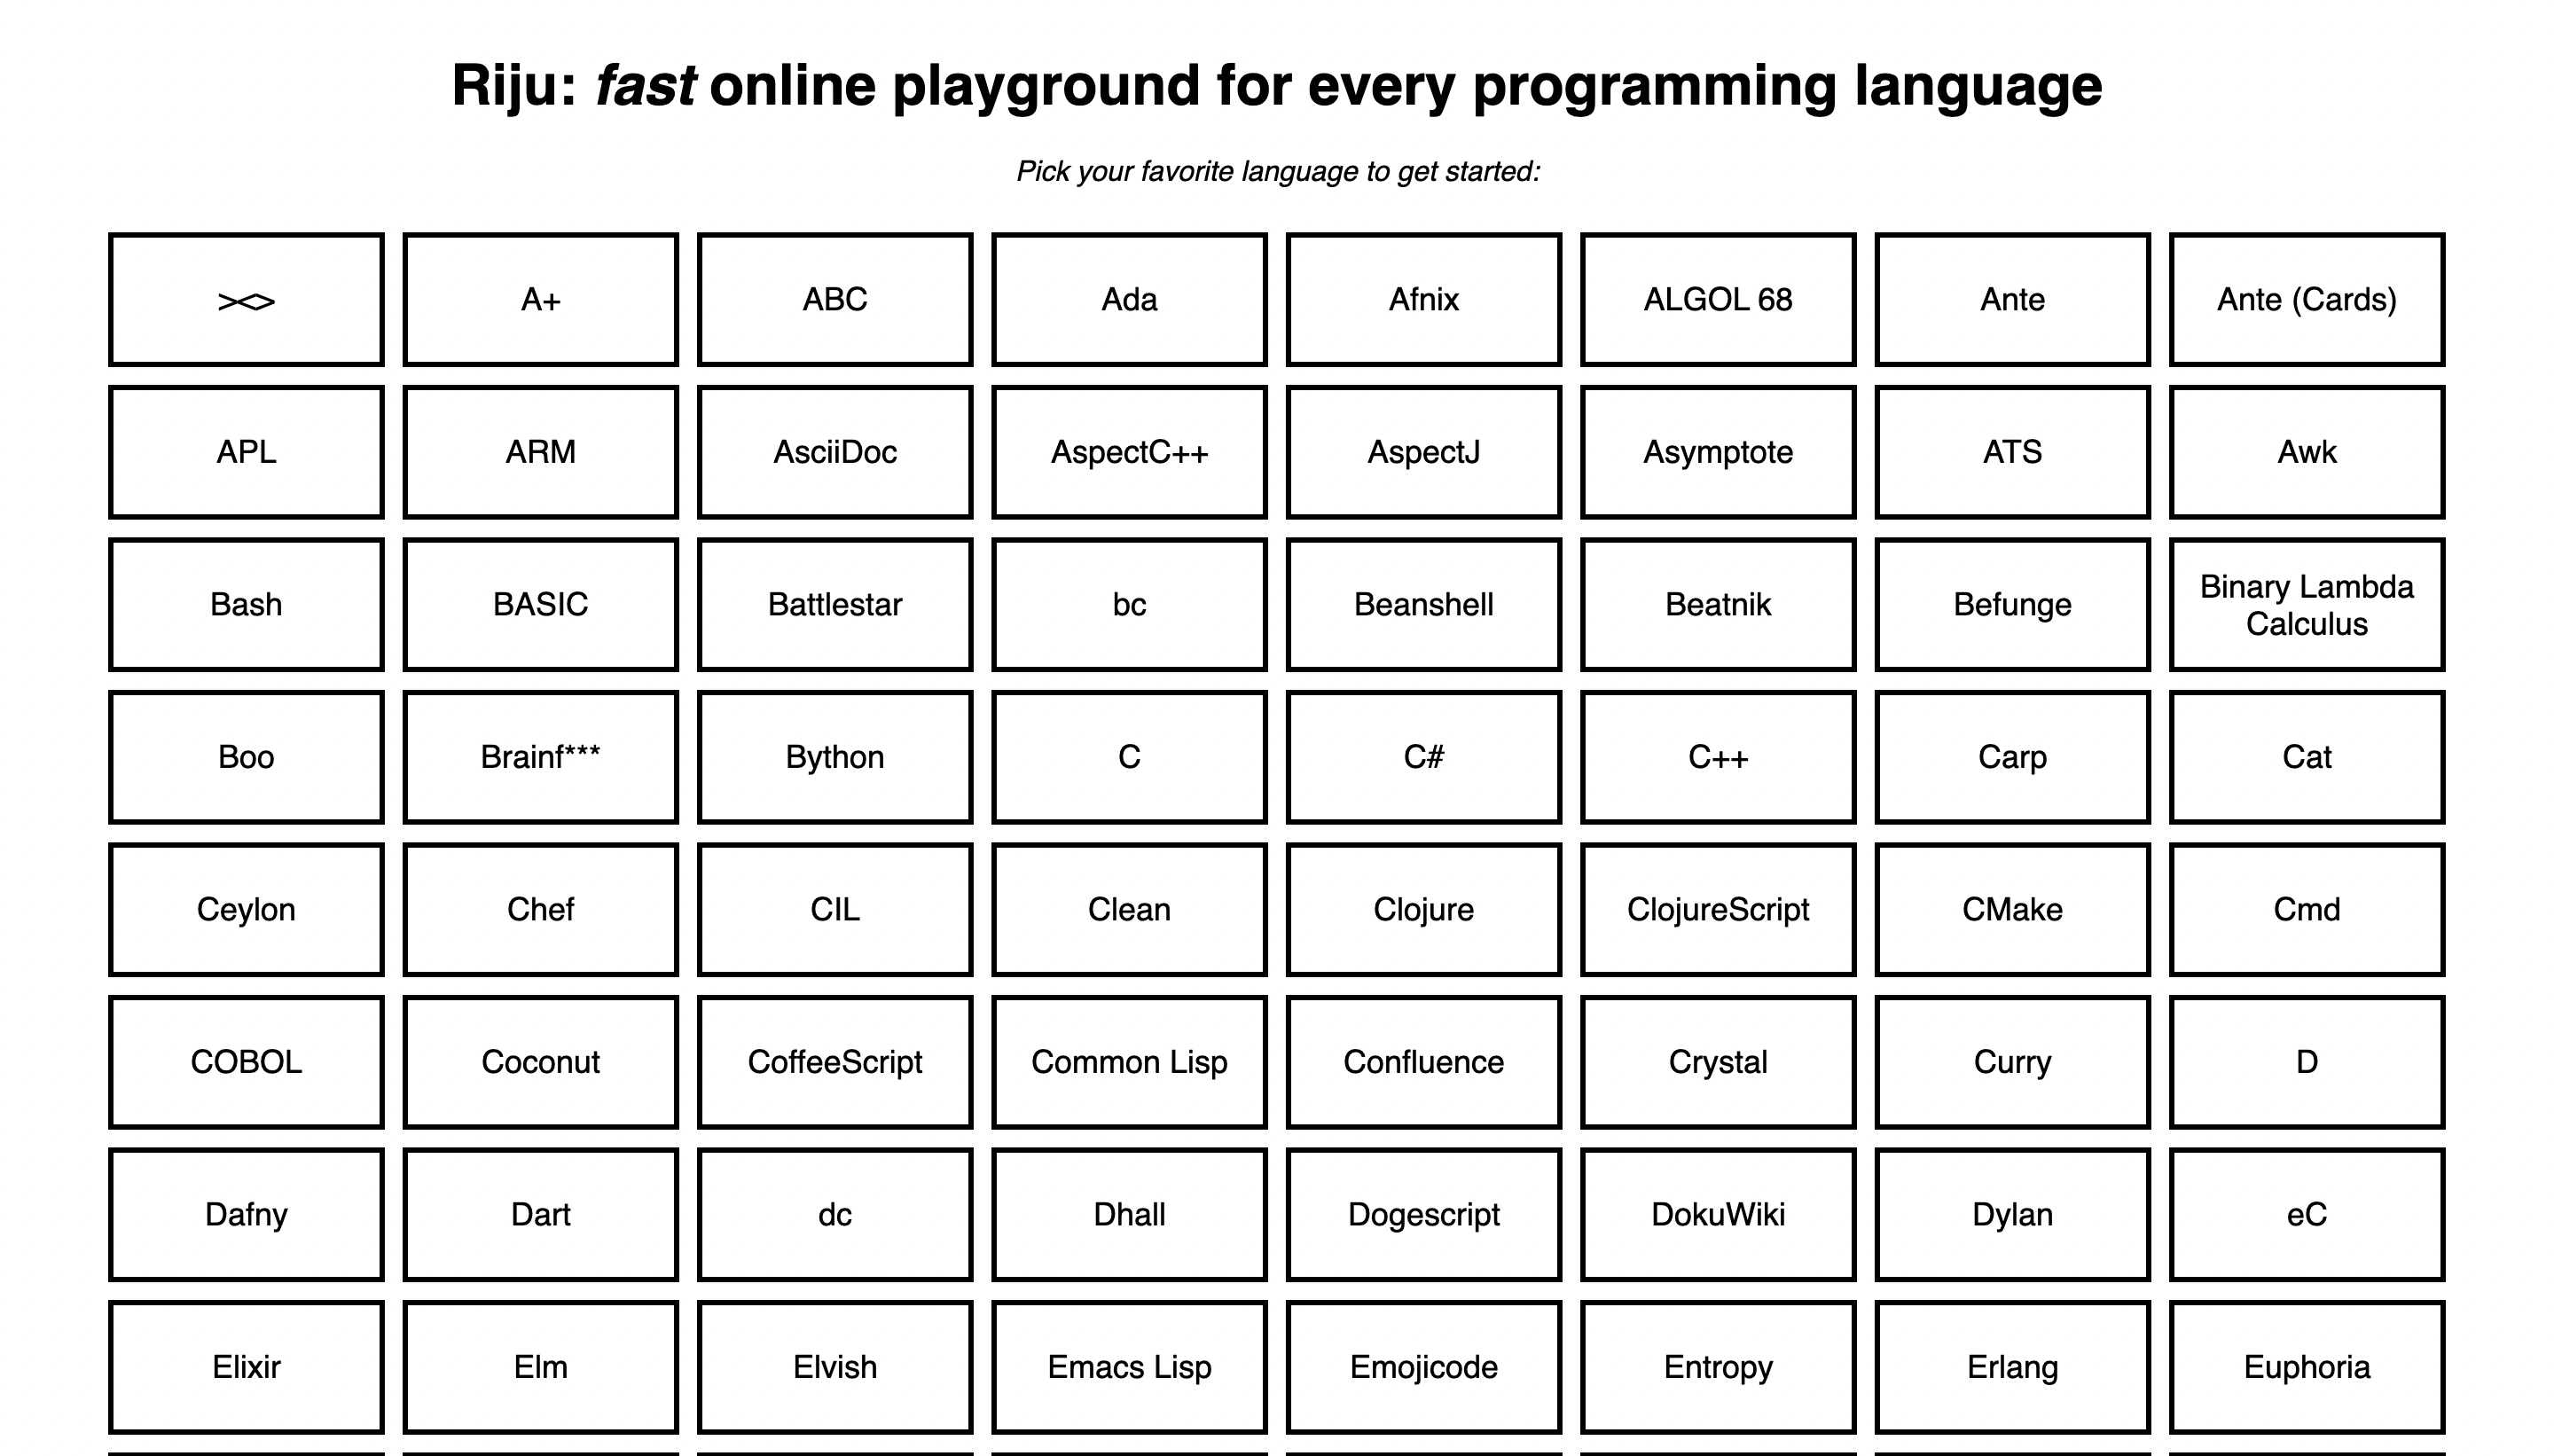 Riju: fast online playground for every programming language
Pick your favorite language to get started:
><>
A+
ABC
Ada
Afnix
ALGOL 68
Ante
Ante (Cards)
APL
ARM
AsciiDoc
AspectC++
AspectJ
Asymptote
ATS
Awk
Bash
BASIC
Battlestar
bc
Beanshell
Beatnik
Befunge
Binary Lambda
Calculus
Boo
Brainf***
Bython
C
C#
C++
Carp
Cat
Ceylon
Chef
CIL
Clean
Clojure
ClojureScript
CMake
Cmd
COBOL
Coconut
CoffeeScript
Common Lisp
Confluence
Crystal
Curry
D
Dafny
Dart
dc
Dhall
Dogescript
DokuWiki
Dylan
eC
Elixir
Elm
Elvish
Emacs Lisp
Emojicode
Entropy
Erlang
Euphoria